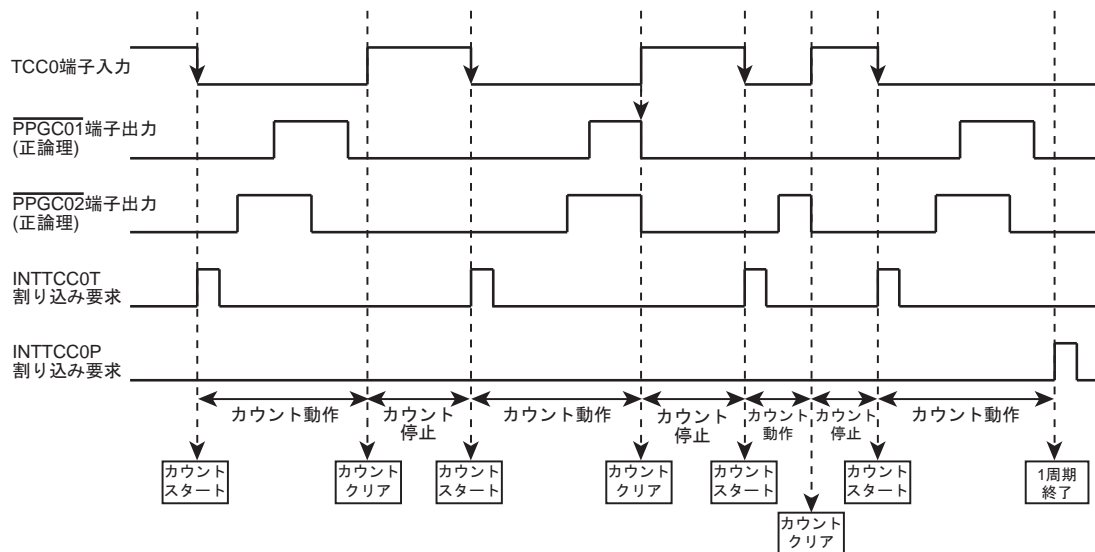 TCC0端子入力
PPGC01端子出力
(正論理)
PPGC02端子出力
(正論理)
INTTCC0T
割り込み要求
INTTCC0P
割り込み要求
カウント動作
カウント
停止
カウント動作
カウント
停止
カウント
動作
カウント
停止
カウント動作
カウント
スタート
カウント
クリア
カウント
スタート
カウント
クリア
カウント
スタート
カウント
クリア
カウント
スタート
1周期
終了